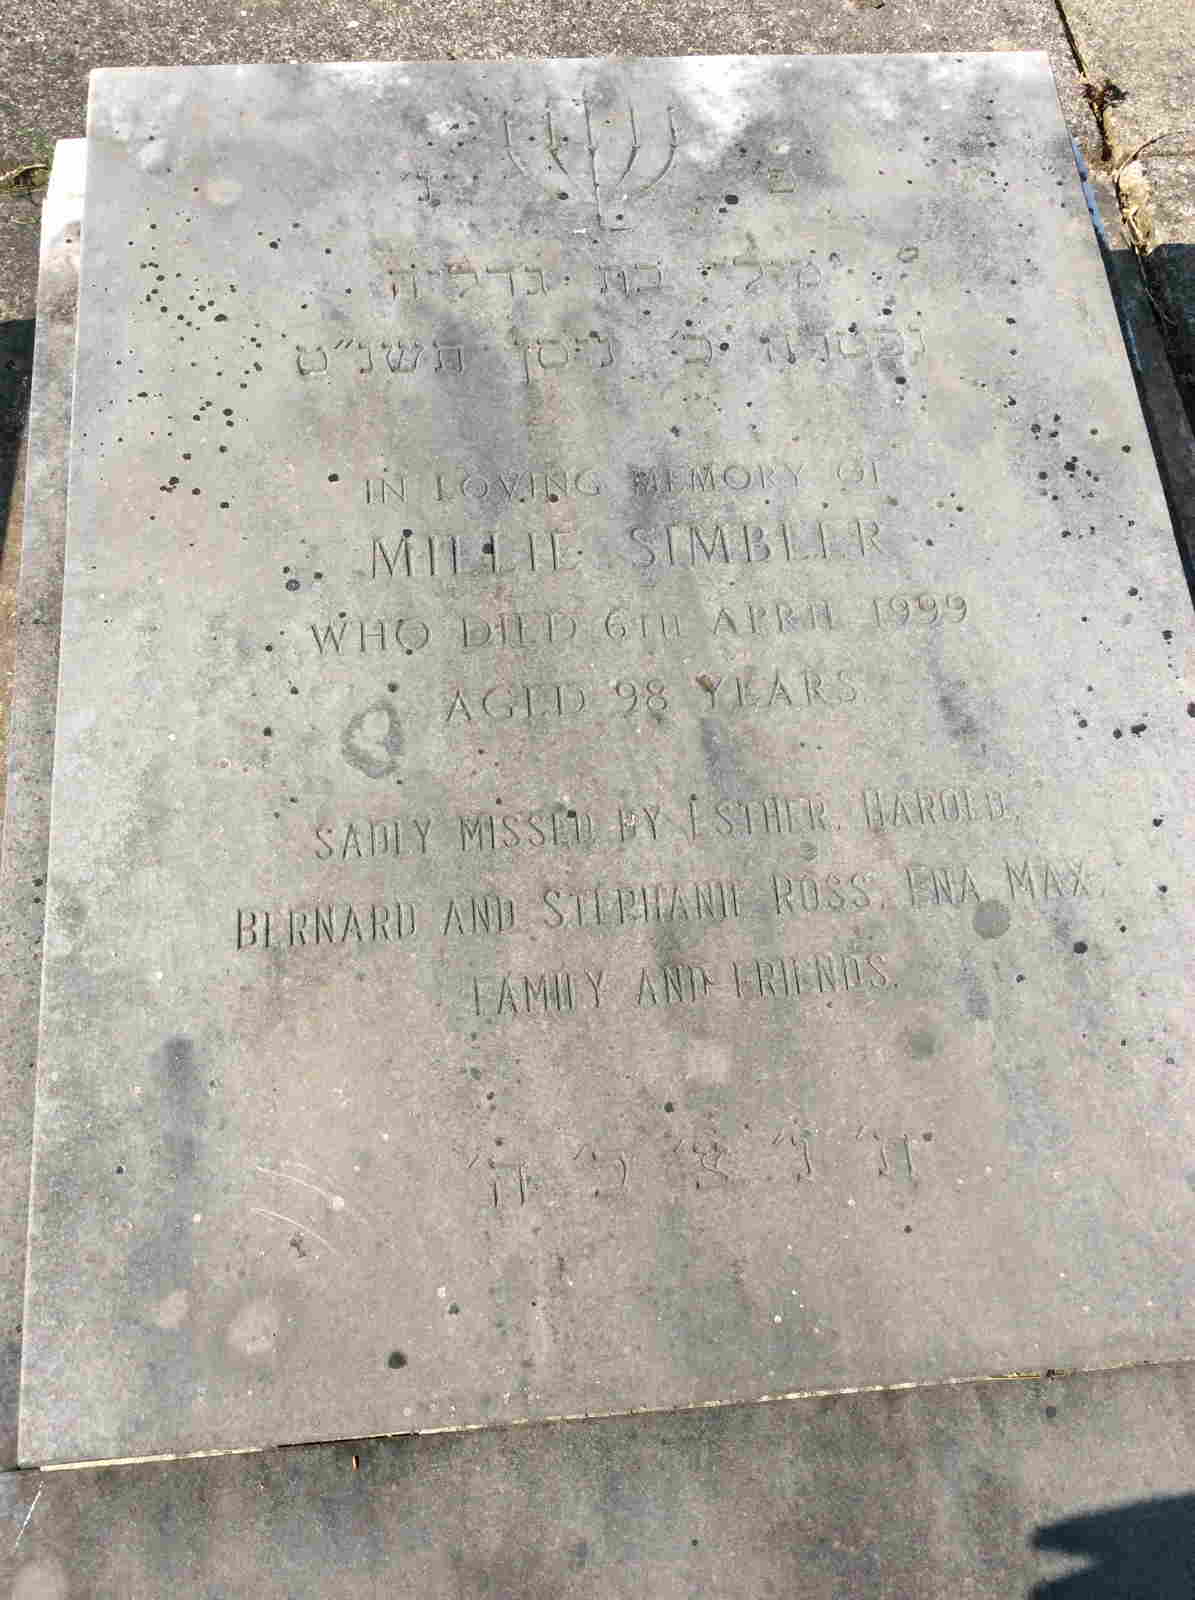 פ נ
מילי בת גדליה
נפטרה כ׳ ניסן תשנ״ט
IN LOVING MEMORY OF
MILLIE SIMBLER
WHO DIED 6TH APRIL 1999
AGED 98 YEARS
SADLY MISSED BY ESTHER, HAROLD,
BERNARD AND STEPHANIE ROSS, ENA, MAX,
FAMILY AND FRIENDS.
ת׳ נ׳ צ׳ ב׳ ה׳